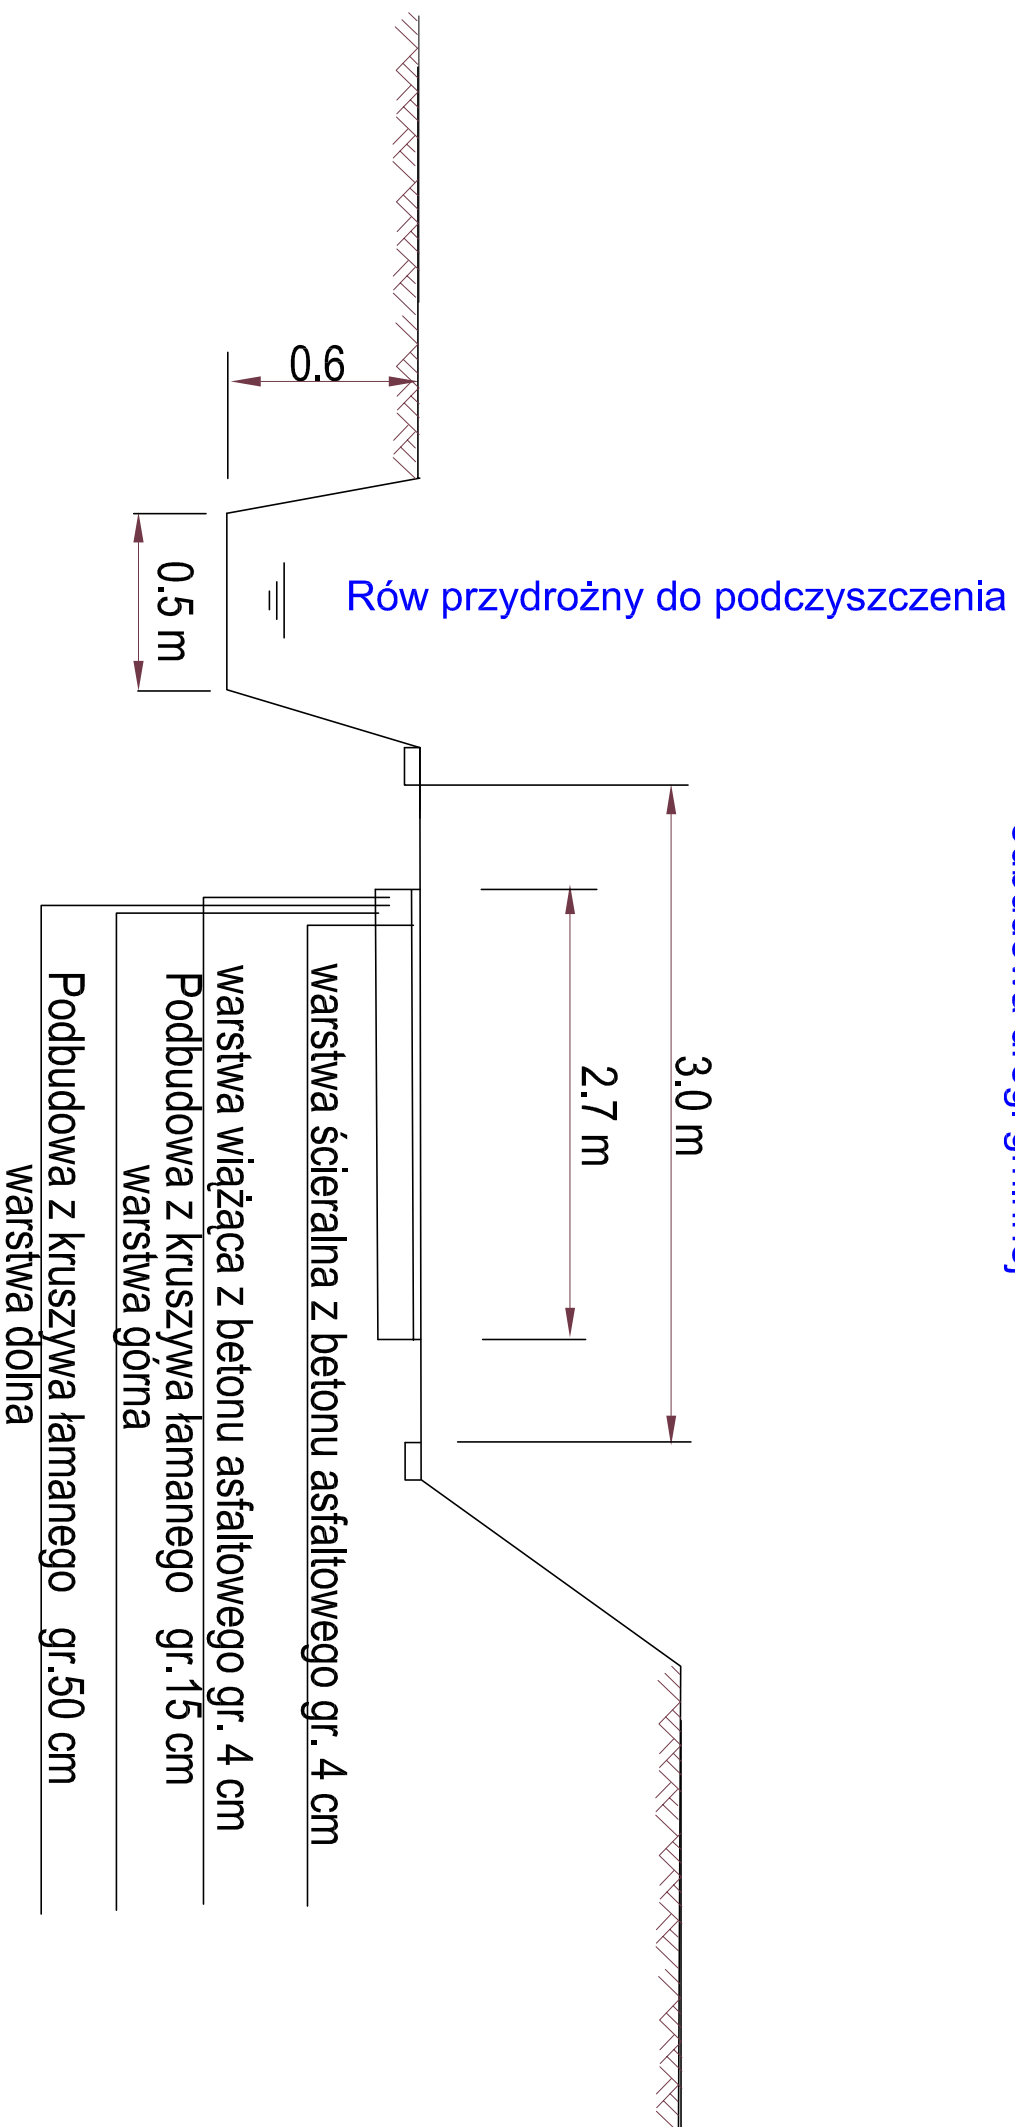 Rów przydrożny do podczyszczenia
0.6
0.5 m
3.0 m
2.7 m
warstwa ścieralna z betonu asfaltowego gr. 4 cm
warstwa wiążąca z betonu asfaltowego gr. 4 cm
Podbudowa z kruszywa łamanego gr.15 cm
warstwa górna
Podbudowa z kruszywa łamanego gr.50 cm
warstwa dolna